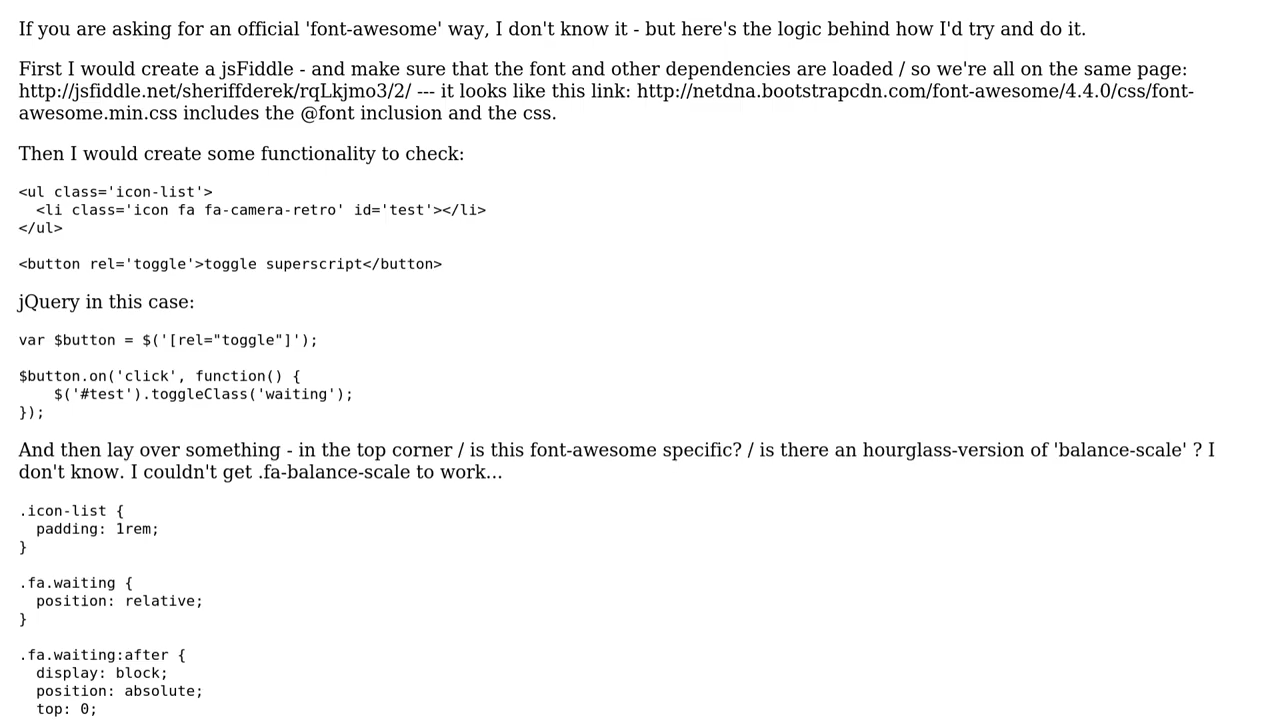 If you are asking for an official 'font-awesome' way, I don't know it - but here's the logic behind how I'd try and do it.
First I would create a jsFiddle - and make sure that the font and other dependencies are loaded / so we're all on the same page:
http://jsfiddle.net/sheriffderek/rqLkjmo3/2/ --- it looks like this link: http://netdna.bootstrapcdn.com/font-awesome/4.4.0/css/font-
awesome.min.css includes the @font inclusion and the css.
Then I would create some functionality to check:
<ul class='icon-list'>
  <li class='icon fa fa-camera-retro' id='test'></li>
</ul>
<button rel='toggle'>toggle superscript</button>
jQuery in this case:
var $button = $('[rel="toggle"]');
$button.on('click', function() {
    $('#test').toggleClass('waiting');
});
And then lay over something - in the top corner / is this font-awesome specific? / is there an hourglass-version of 'balance-scale' ? I
don't know. I couldn't get .fa-balance-scale to work...
.icon-list {
  padding: 1rem;
}
.fa.waiting {
  position: relative;
}
.fa.waiting:after {
  display: block;
  position: absolute;
  top: 0;